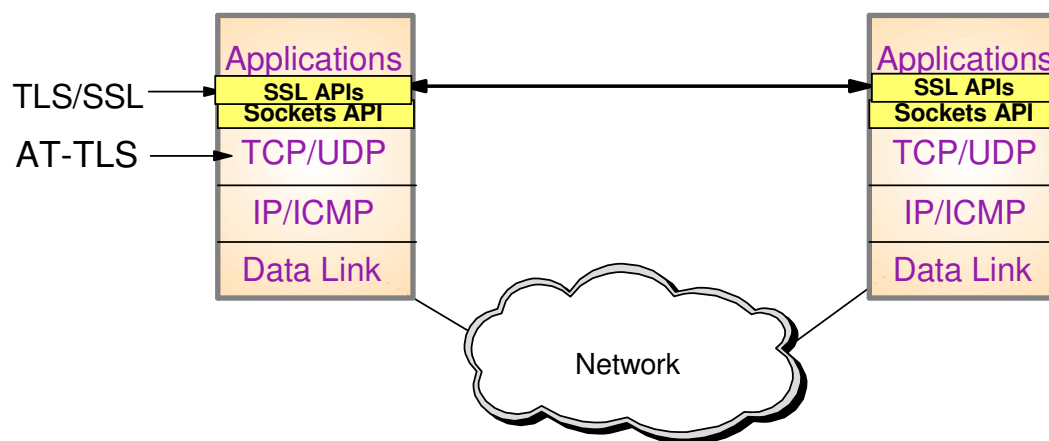 Applications
SSL APIs
Sockets API
TCP/UDP
IP/ICMP
Data Link
TLS/SSL
AT-TLS
Applications
SSL APIs
Sockets API
TCP/UDP
IP/ICMP
Data Link
Network